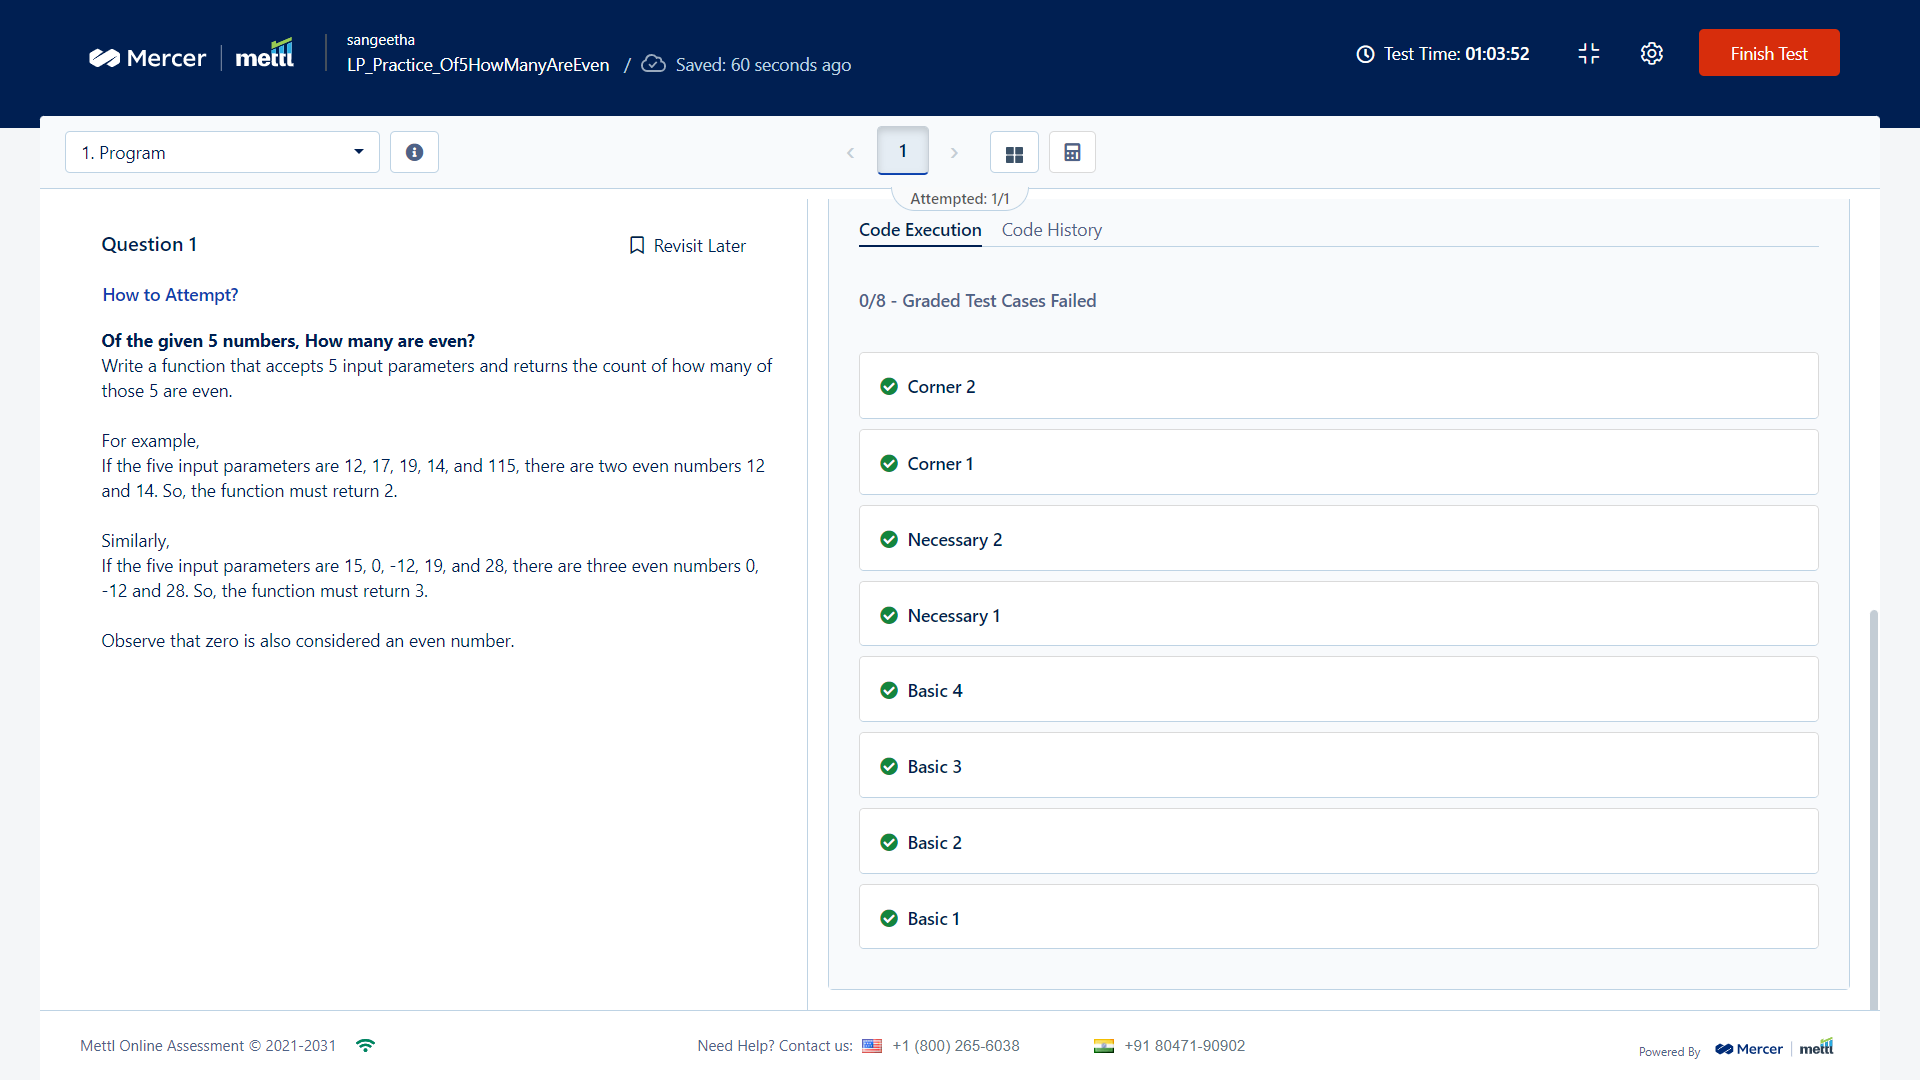 Mercer | mettl
sangeetha
LP_Practice_Of5HowManyAreEven / Saved: 60 seconds ago
Test Time: 01:03:52
Finish Test
1. Program
1
Attempted: 1/1
Question 1
Revisit Later
How to Attempt?
Of the given 5 numbers, How many are even?
Write a function that accepts 5 input parameters and returns the count of how many of
those 5 are even.
For example,
If the five input parameters are 12, 17, 19, 14, and 115, there are two even numbers 12
and 14. So, the function must return 2.
Similarly,
If the five input parameters are 15, 0, -12, 19, and 28, there are three even numbers 0,
-12 and 28. So, the function must return 3.
Observe that zero is also considered an even number.
Code Execution Code History
0/8 - Graded Test Cases Failed
Corner 2
Corner 1
Necessary 2
Necessary 1
Basic 4
Basic 3
Basic 2
Basic 1
Mettl Online Assessment © 2021-2031
Need Help? Contact us: +1 (800) 265-6038 +91 80471-90902
Powered By Mercer | mettl